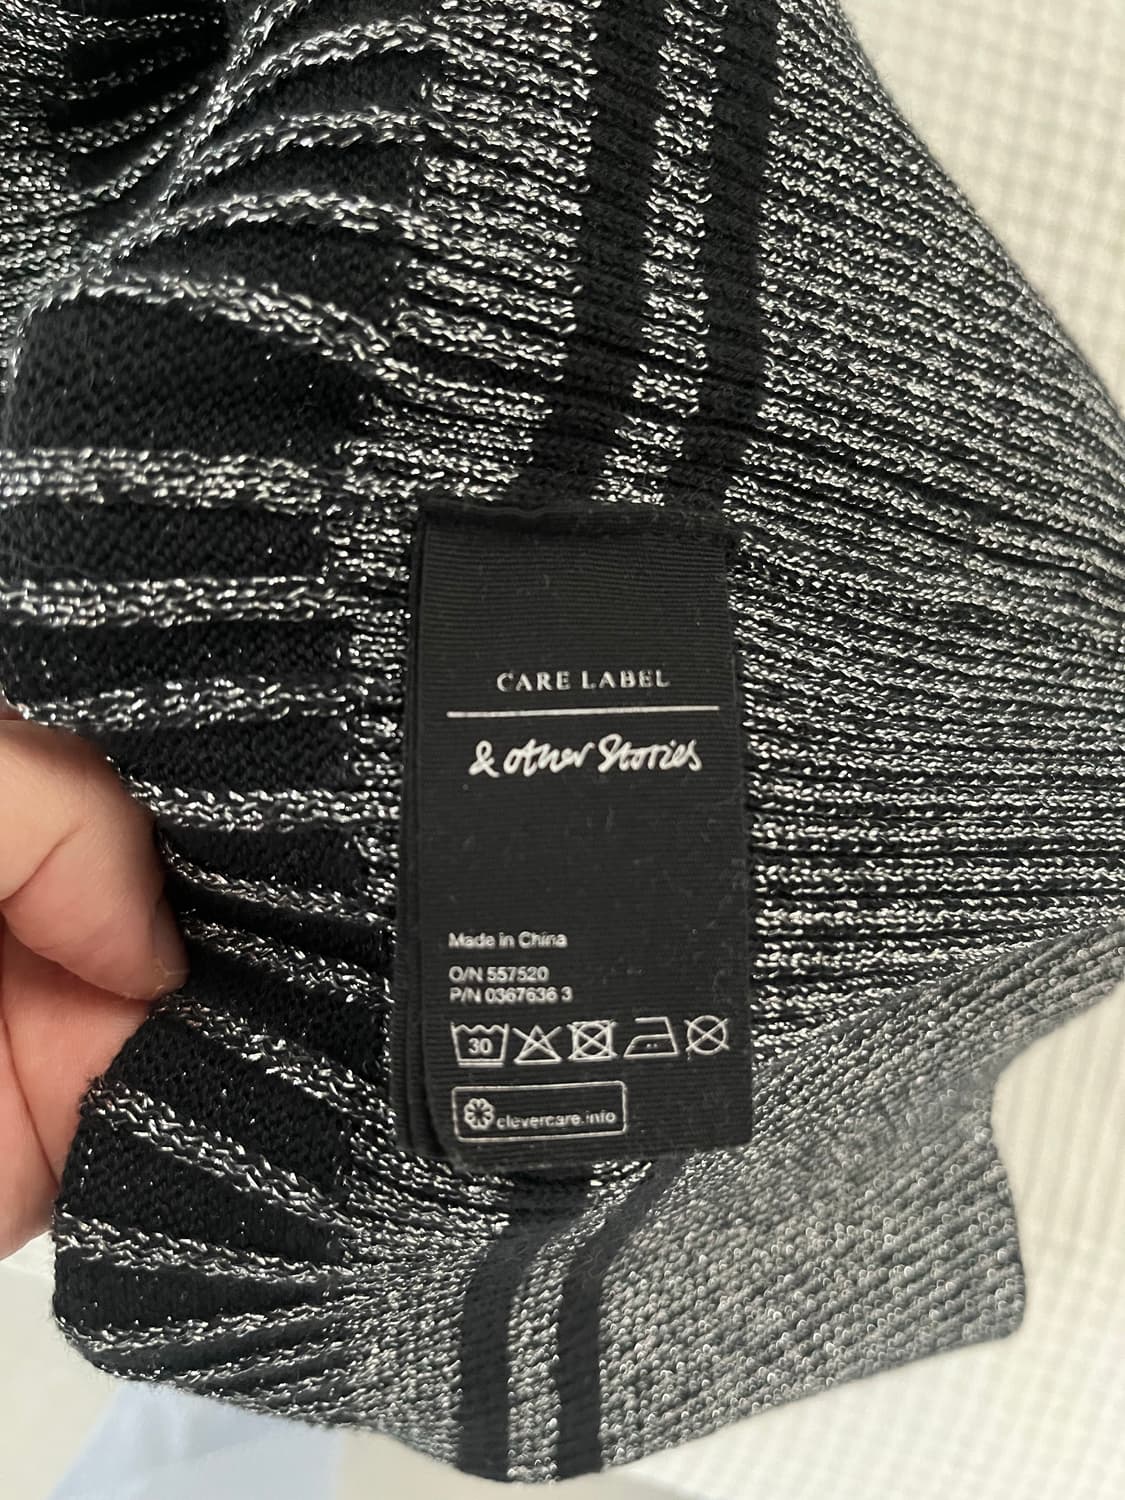 CARE LABEL
& other Stories
Made in China
O/N 557520
P/N 0367636 3
30
clevercare.info